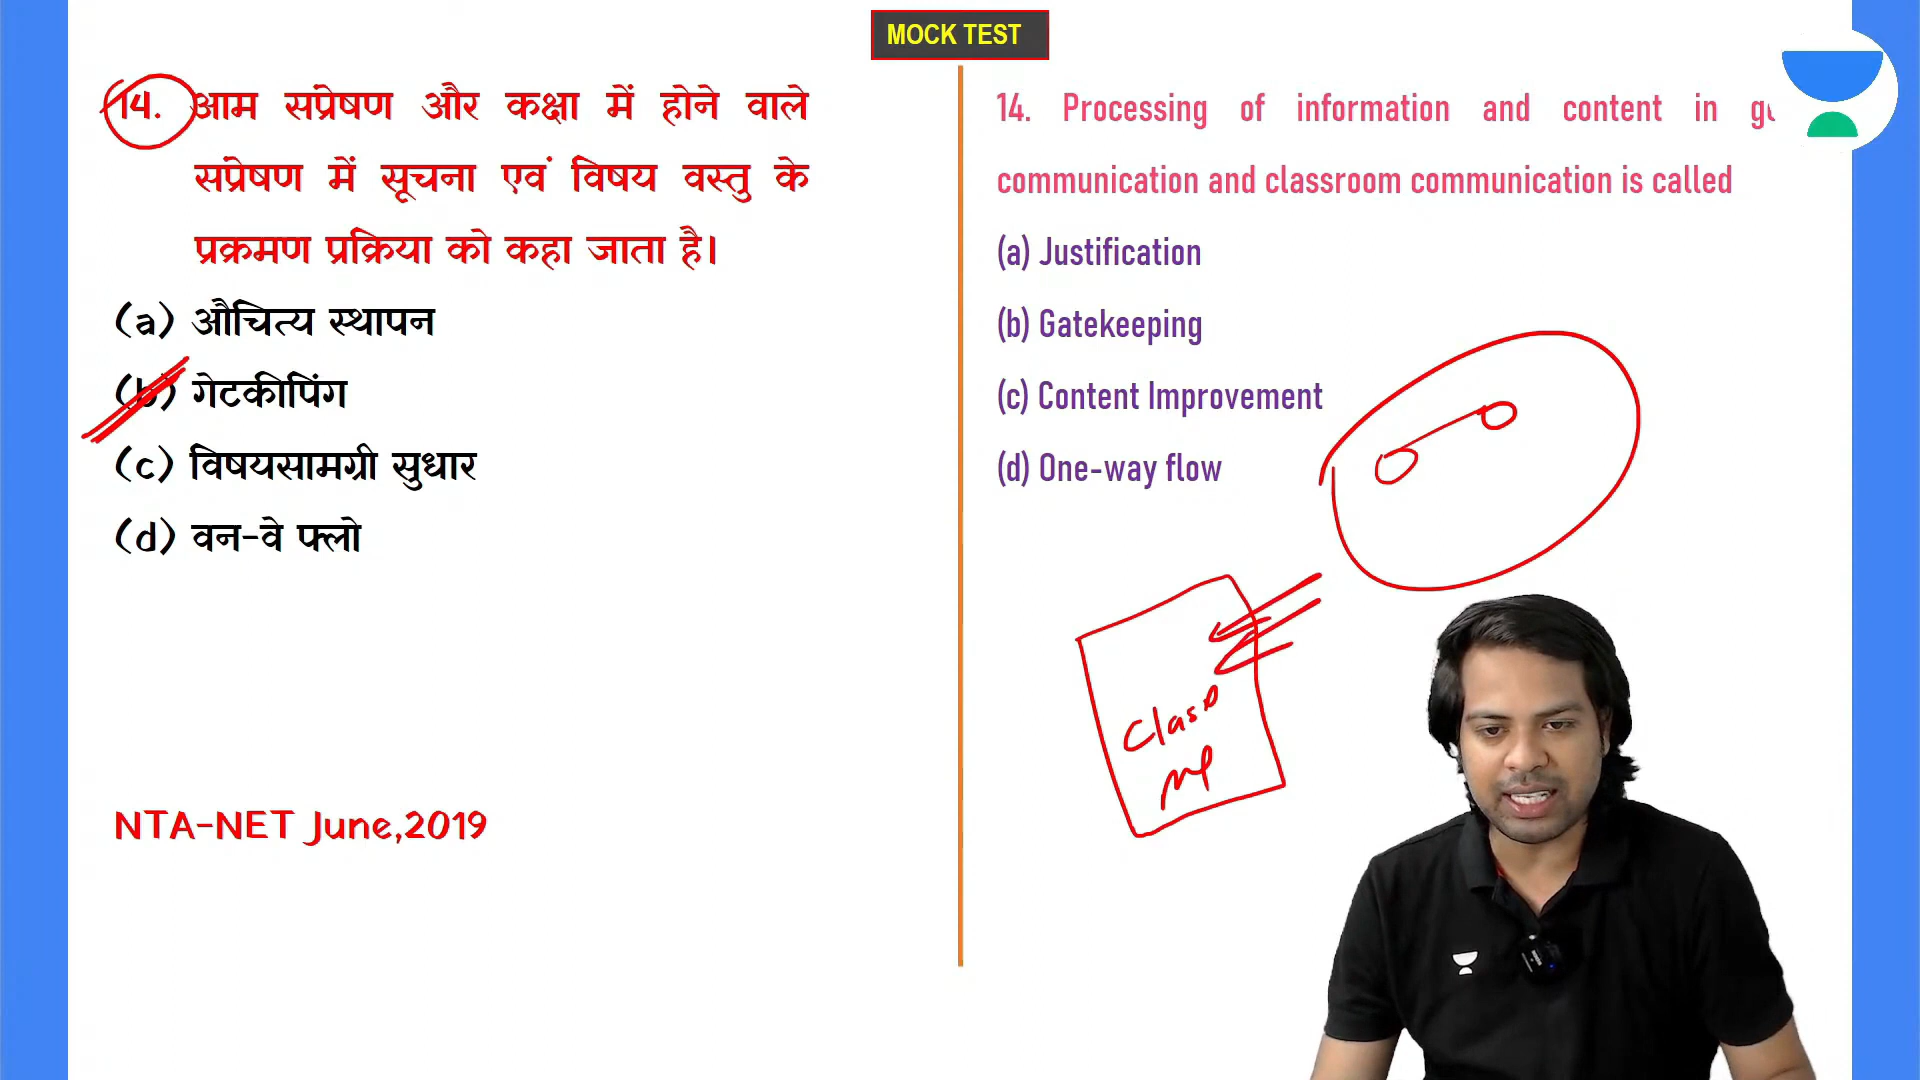 MOCK TEST
14. आम संप्रेषण और कक्षा में होने वाले
संप्रेषण में सूचना एवं विषय वस्तु के
प्रक्रमण प्रक्रिया को कहा जाता है।
(a) औचित्य स्थापन
(b) गेटकीपिंग
(c) विषयसामग्री सुधार
(d) वन-वे फ्लो
NTA-NET June,2019
14. Processing of information and content in
communication and classroom communication is called
(a) Justification
(b) Gatekeeping
(c) Content Improvement
(d) One-way flow
Class